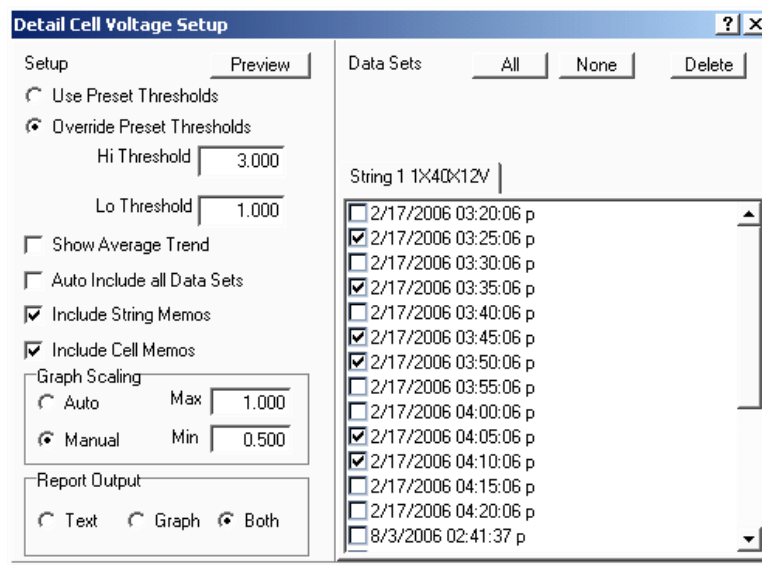 Detail Cell Voltage Setup
Setup
Preview
Use Preset Thresholds
Override Preset Thresholds
Hi Threshold 3.000
Lo Threshold 1.000
Show Average Trend
Auto Include all Data Sets
Include String Memos
Include Cell Memos
Graph Scaling
Auto
Max 1.000
Manual
Min 0.500
Report Output
Text Graph Both
Data Sets
All None Delete
String 1 1X40X12V
2/17/2006 03:20:06 p
2/17/2006 03:25:06 p
2/17/2006 03:30:06 p
2/17/2006 03:35:06 p
2/17/2006 03:40:06 p
2/17/2006 03:45:06 p
2/17/2006 03:50:06 p
2/17/2006 03:55:06 p
2/17/2006 04:00:06 p
2/17/2006 04:05:06 p
2/17/2006 04:10:06 p
2/17/2006 04:15:06 p
2/17/2006 04:20:06 p
8/3/2006 02:41:37 p